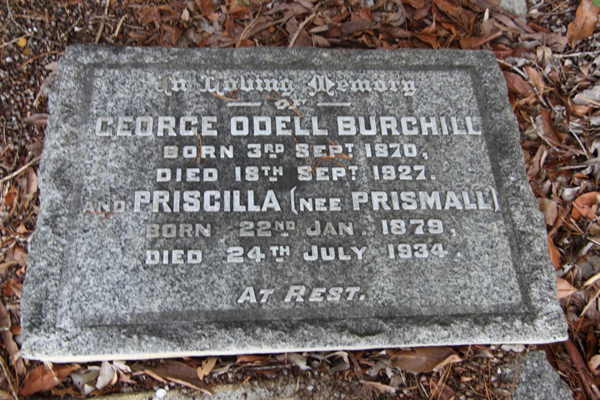 In Loving Memory
OF
GEORGE ODELL BURCHILL
BORN 3RD SEPT 1870,
DIED 18TH SEPT 1927.
AND PRISCILLA (NEE PRISMALL)
BORN 22ND JAN. 1879,
DIED 24TH JULY 1934.
AT REST.